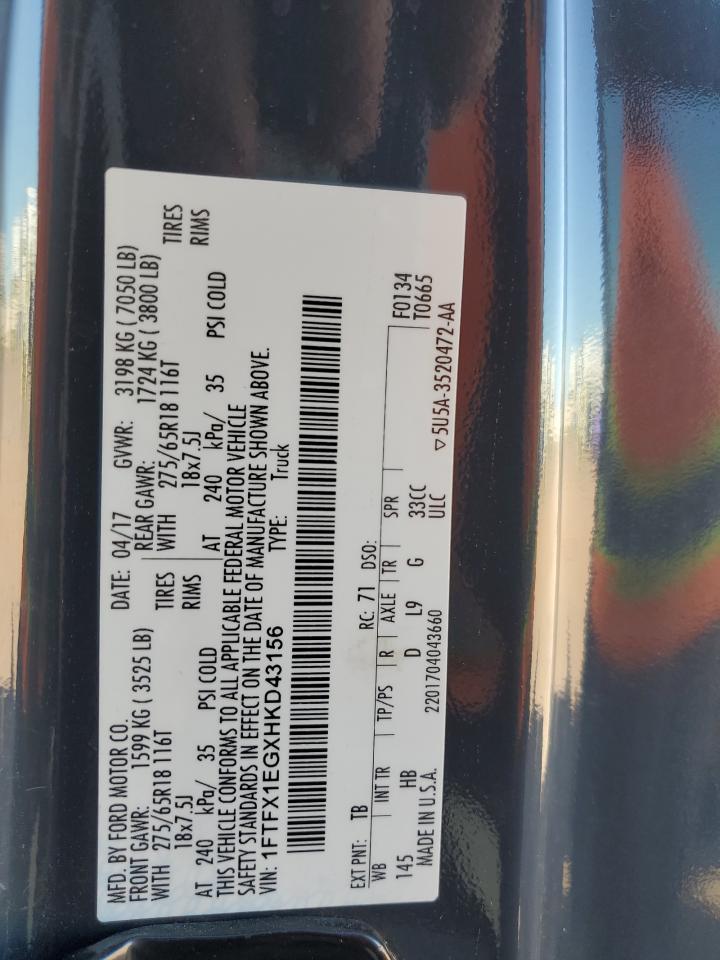 MFD. BY FORD MOTOR CO. DATE: 04/17 GVWR: 3198 KG ( 7050 LB)
FRONT GAWR: 1599 KG ( 3525 LB) REAR GAWR: 1724 KG ( 3800 LB)
WITH 275/65R18 116T TIRES WITH 275/65R18 116T TIRES
18x7.5J RIMS 18x7.5J RIMS
AT 240 kPa/ 35 PSI COLD AT 240 kPa/ 35 PSI COLD
THIS VEHICLE CONFORMS TO ALL APPLICABLE FEDERAL MOTOR VEHICLE
SAFETY STANDARDS IN EFFECT ON THE DATE OF MANUFACTURE SHOWN ABOVE.
VIN: 1FTFX1EGXHKD43156 TYPE: Truck
EXT PNT: TB RC: 71 DSO:
WB INT TR TP/PS R AXLE TR SPR F0134
145 HB D L9 G 33CC T0665
MADE IN U.S.A. ULC
2201704043660 ▽5U5A-3520472-AA